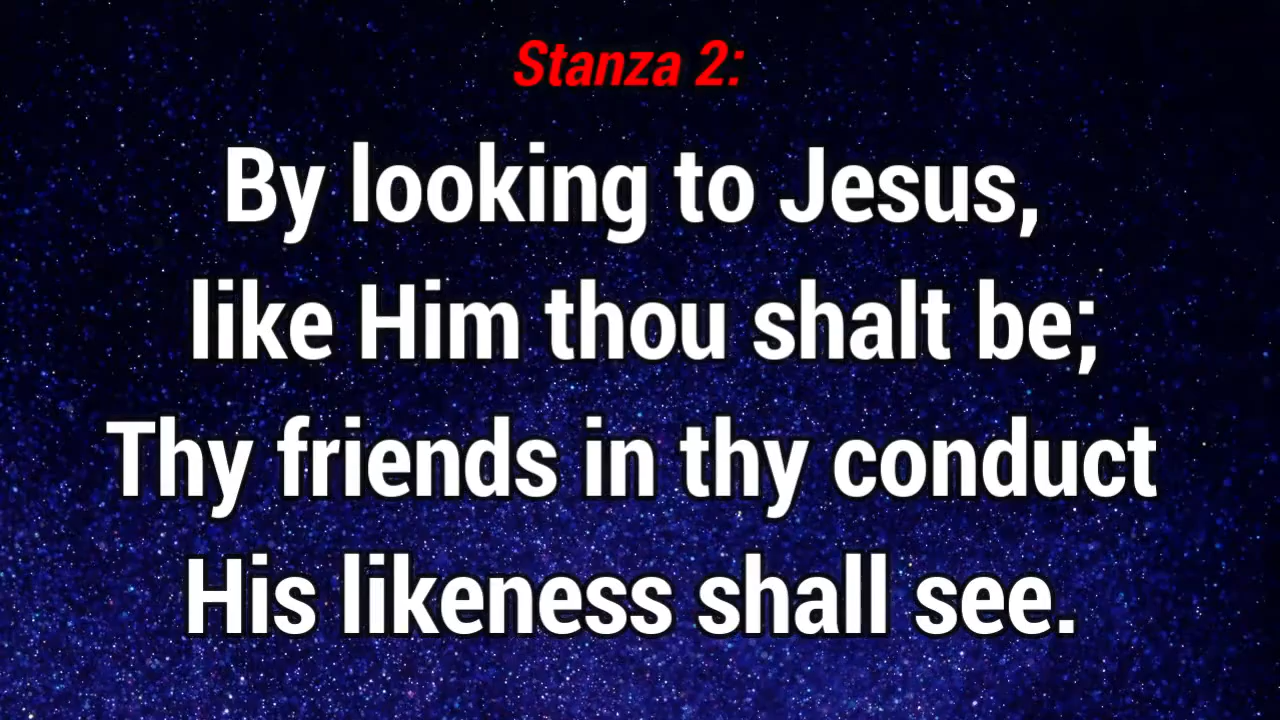 Stanza 2:
By looking to Jesus,
like Him thou shalt be;
Thy friends in thy conduct
His likeness shall see.